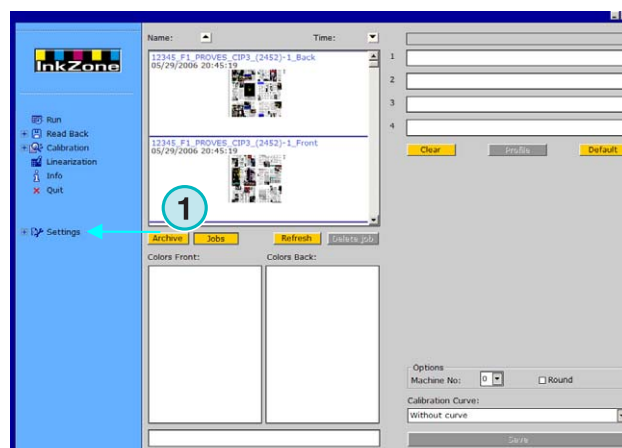 InkZone
Run
Read Back
Calibration
Linearization
Info
Quit
Settings
1
Name:
Time:
12345_F1_PROVES_CIP3_(2452)-1_Back
05/29/2006 20:45:19
12345_F1_PROVES_CIP3_(2452)-1_Front
05/29/2006 20:45:19
Archive
Jobs
Refresh
Delete job
Colors Front:
Colors Back:
1
2
3
4
Clear
Profile
Default
Options
Machine No:
0
Round
Calibration Curve:
Without curve
Save